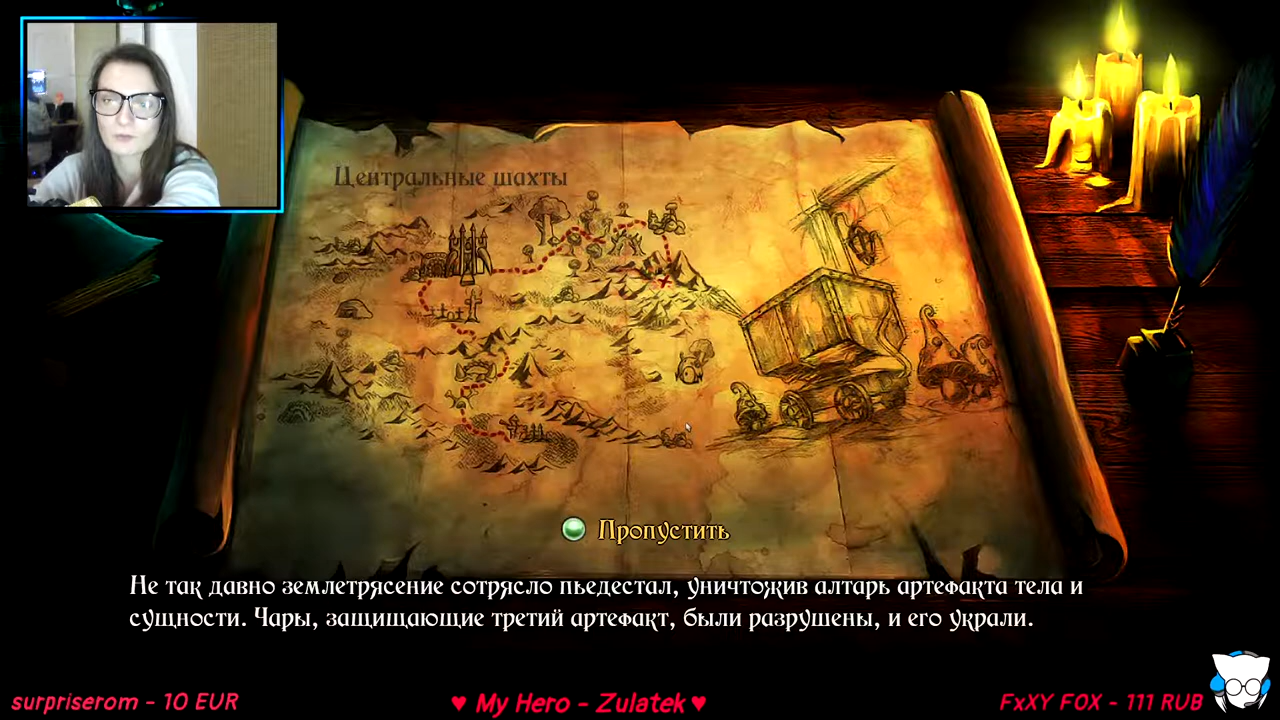 Центральные шахты
Пропустить
Не так давно землетрясение сотрясло пьедестал, уничтожив алтарь артефакта тела и
сущности. Чары, защищающие третий артефакт, были разрушены, и его украли.
surpriserom - 10 EUR
♥ My Hero - Zulatek ♥
FxXY FOX - 111 RUB